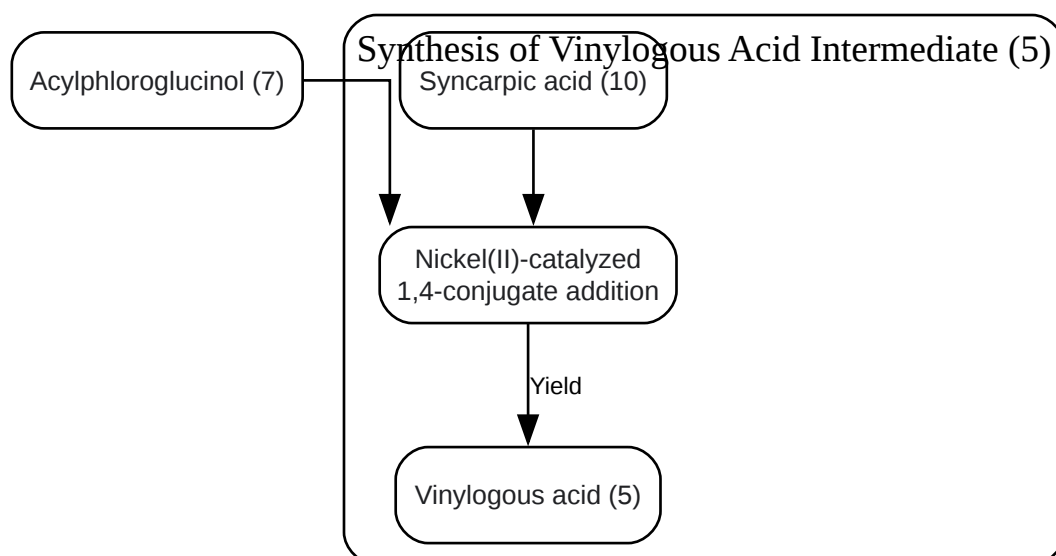 Synthesis of Vinylogous Acid Intermediate (5)
Acylphloroglucinol (7)
Syncarpic acid (10)
Nickel(II)-catalyzed
1,4-conjugate addition
Yield
Vinylogous acid (5)